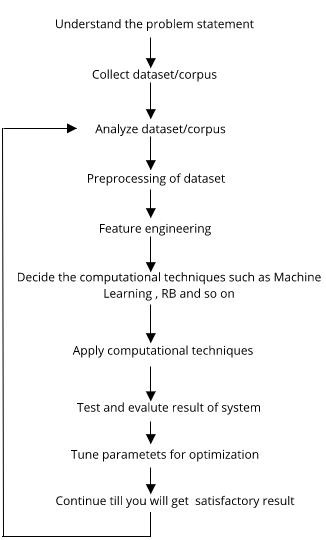 Understand the problem statement
Collect dataset/corpus
Analyze dataset/corpus
Preprocessing of dataset
Feature engineering
Decide the computational techniques such as Machine
Learning , RB and so on
Apply computational techniques
Test and evalute result of system
Tune parametets for optimization
Continue till you will get  satisfactory result